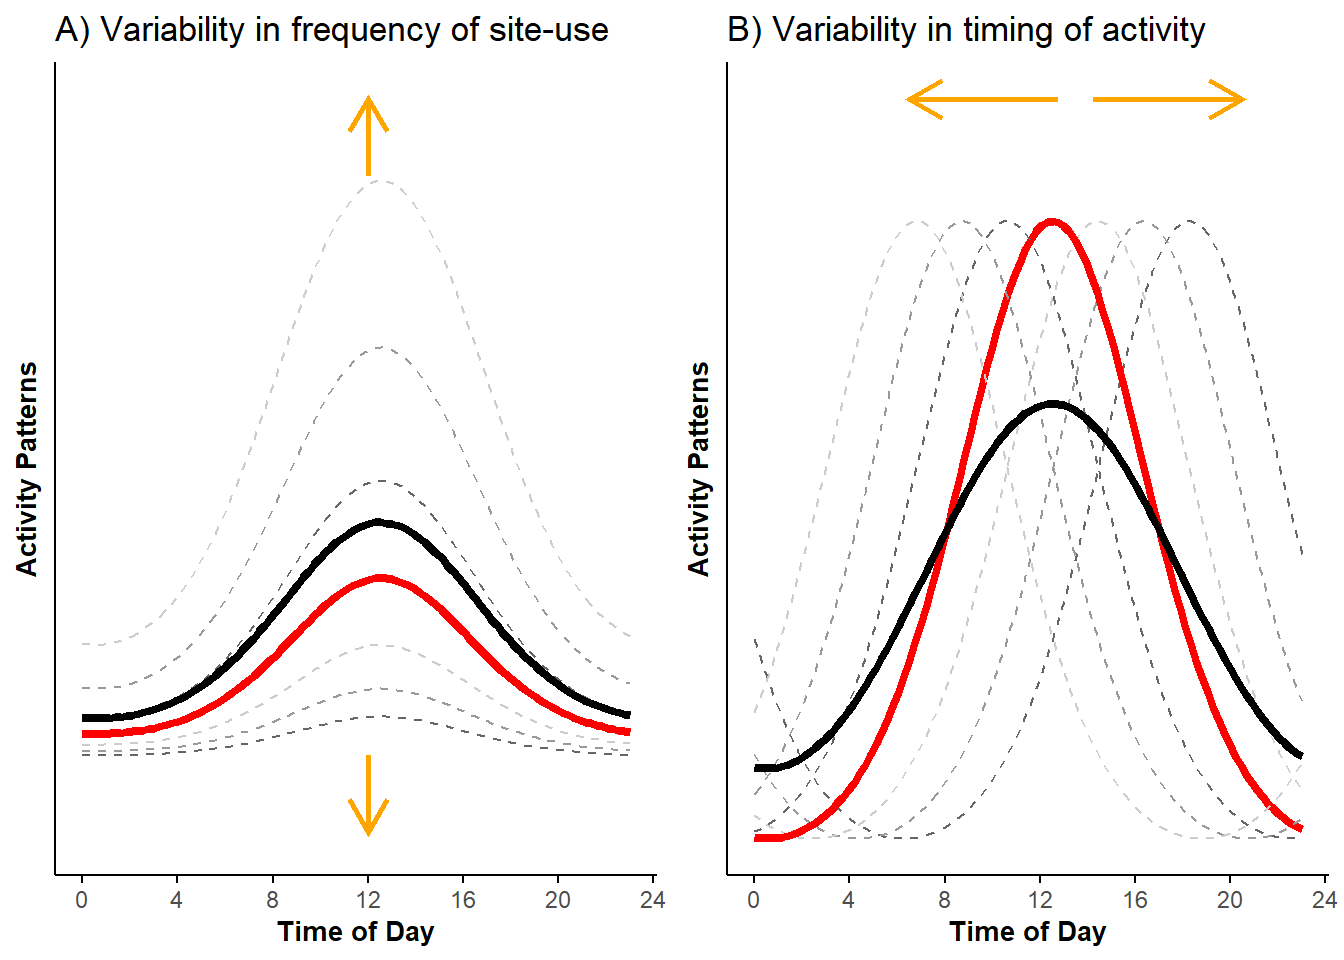 A) Variability in frequency of site-use
Activity Patterns
0 4 8 12 16 20 24
Time of Day
B) Variability in timing of activity
Activity Patterns
0 4 8 12 16 20 24
Time of Day